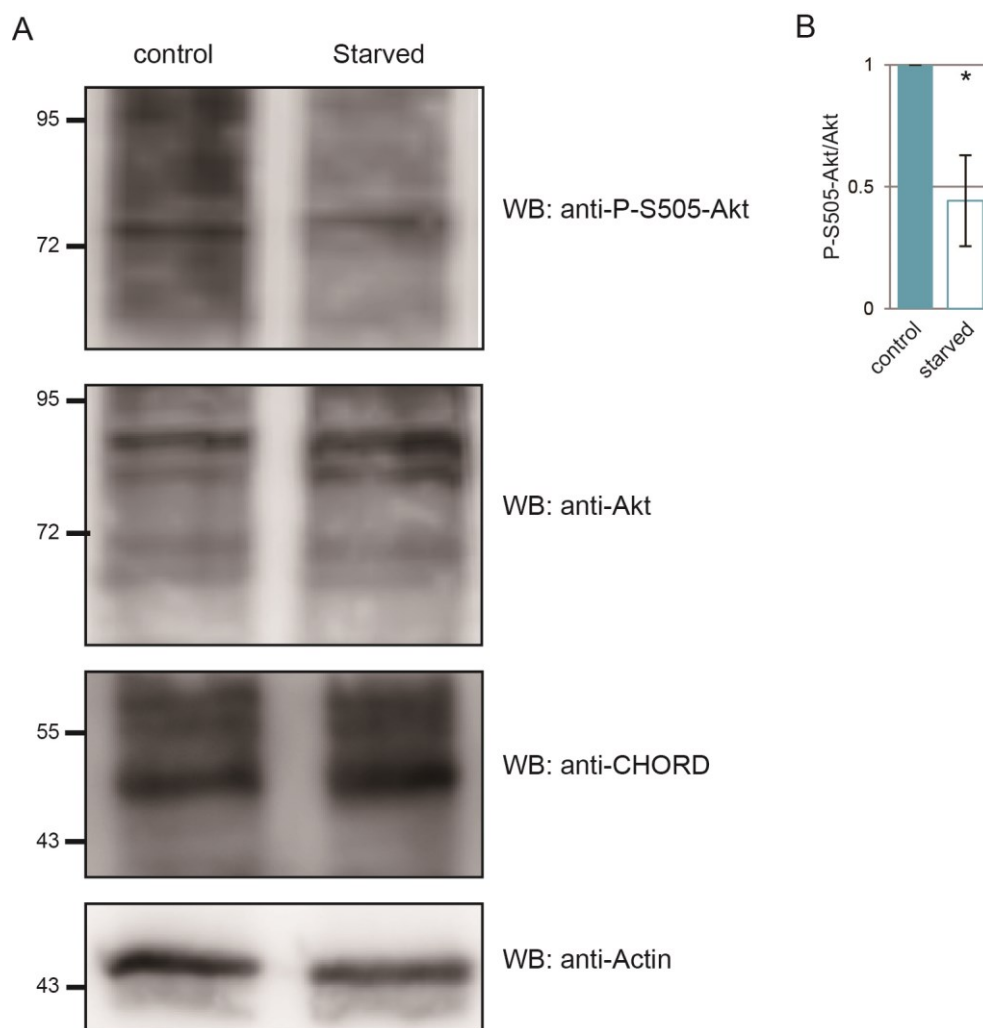 A
control Starved
95
72
WB: anti-P-S505-Akt
95
72
WB: anti-Akt
55
43
WB: anti-CHORD
43
WB: anti-Actin
B
1
0.5
0
P-S505-Akt/Akt
*
control
starved